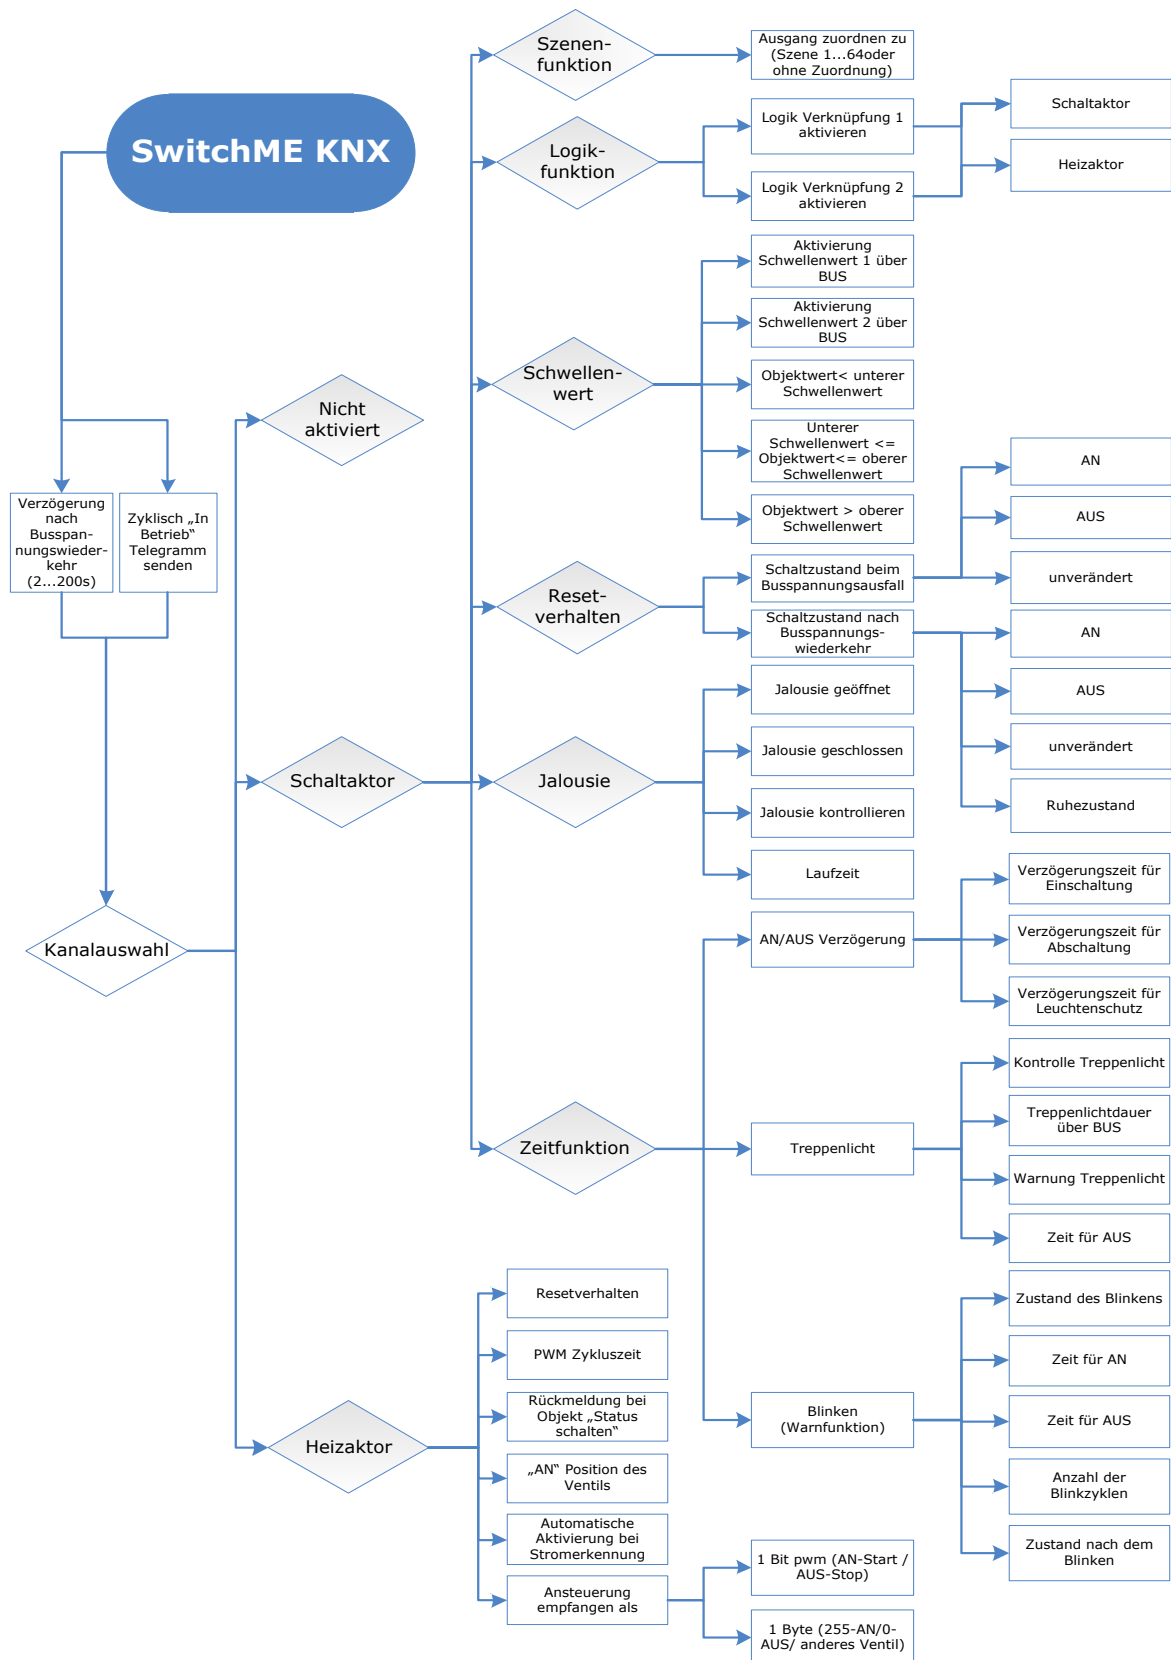 SwitchME KNX
Verzögerung
nach
Busspan-
nungswieder-
kehr
(2...200s)
Zyklisch „In
Betrieb“
Telegramm
senden
Kanalauswahl
Nicht
aktiviert
Schaltaktor
Heizaktor
Szenen-
funktion
Ausgang zuordnen zu
(Szene 1...64oder
ohne Zuordnung)
Logik-
funktion
Logik Verknüpfung 1
aktivieren
Logik Verknüpfung 2
aktivieren
Schaltaktor
Heizaktor
Schwellen-
wert
Aktivierung
Schwellenwert 1 über
BUS
Aktivierung
Schwellenwert 2 über
BUS
Objektwert< unterer
Schwellenwert
Unterer
Schwellenwert <=
Objektwert<= oberer
Schwellenwert
Objektwert > oberer
Schwellenwert
Reset-
verhalten
Schaltzustand beim
Busspannungsausfall
AN
AUS
unverändert
Schaltzustand nach
Busspannungs-
wiederkehr
AN
AUS
unverändert
Ruhezustand
Jalousie
Jalousie geöffnet
Jalousie geschlossen
Jalousie kontrollieren
Laufzeit
Zeitfunktion
AN/AUS Verzögerung
Verzögerungszeit für
Einschaltung
Verzögerungszeit für
Abschaltung
Verzögerungszeit für
Leuchtenschutz
Treppenlicht
Kontrolle Treppenlicht
Treppenlichtdauer
über BUS
Warnung Treppenlicht
Zeit für AUS
Blinken
(Warnfunktion)
Zustand des Blinkens
Zeit für AN
Zeit für AUS
Anzahl der
Blinkzyklen
Zustand nach dem
Blinken
Resetverhalten
PWM Zykluszeit
Rückmeldung bei
Objekt „Status
schalten“
„AN“ Position des
Ventils
Automatische
Aktivierung bei
Stromerkennung
Ansteuerung
empfangen als
1 Bit pwm (AN-Start /
AUS-Stop)
1 Byte (255-AN/0-
AUS/ anderes Ventil)